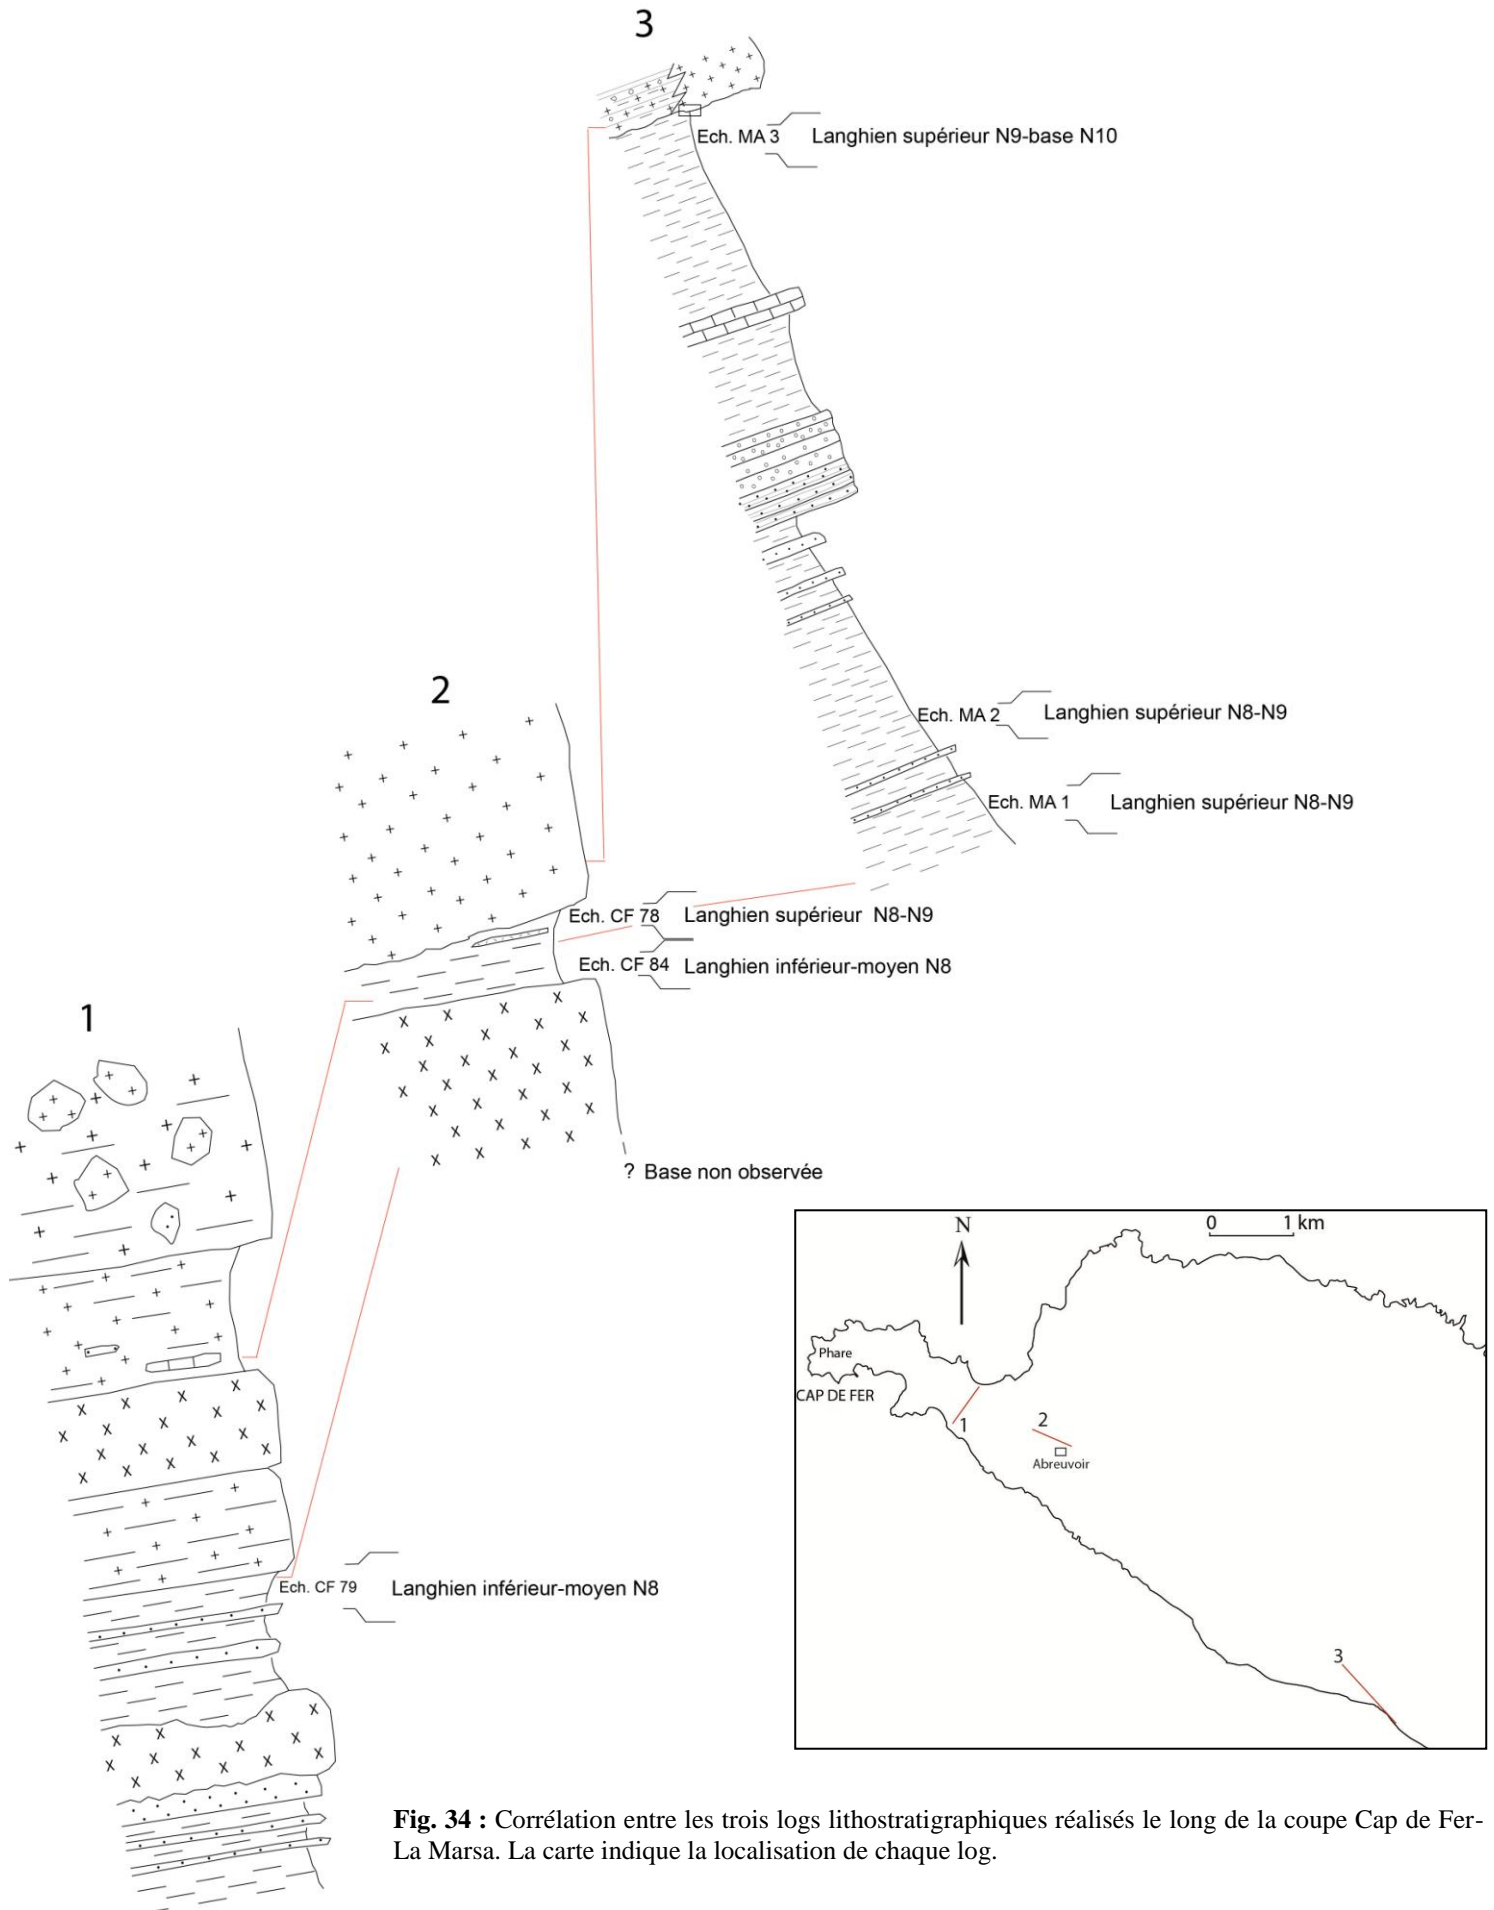 3
Ech. MA 3 Langhien supérieur N9-base N10
2
Ech. MA 2 Langhien supérieur N8-N9
Ech. MA 1 Langhien supérieur N8-N9
Ech. CF 78 Langhien supérieur N8-N9
Ech. CF 84 Langhien inférieur-moyen N8
1
? Base non observée
N
0 1 km
Phare
CAP DE FER
1
2
Abreuvoir
3
Ech. CF 79 Langhien inférieur-moyen N8
Fig. 34 : Corrélation entre les trois logs lithostratigraphiques réalisés le long de la coupe Cap de Fer-
La Marsa. La carte indique la localisation de chaque log.